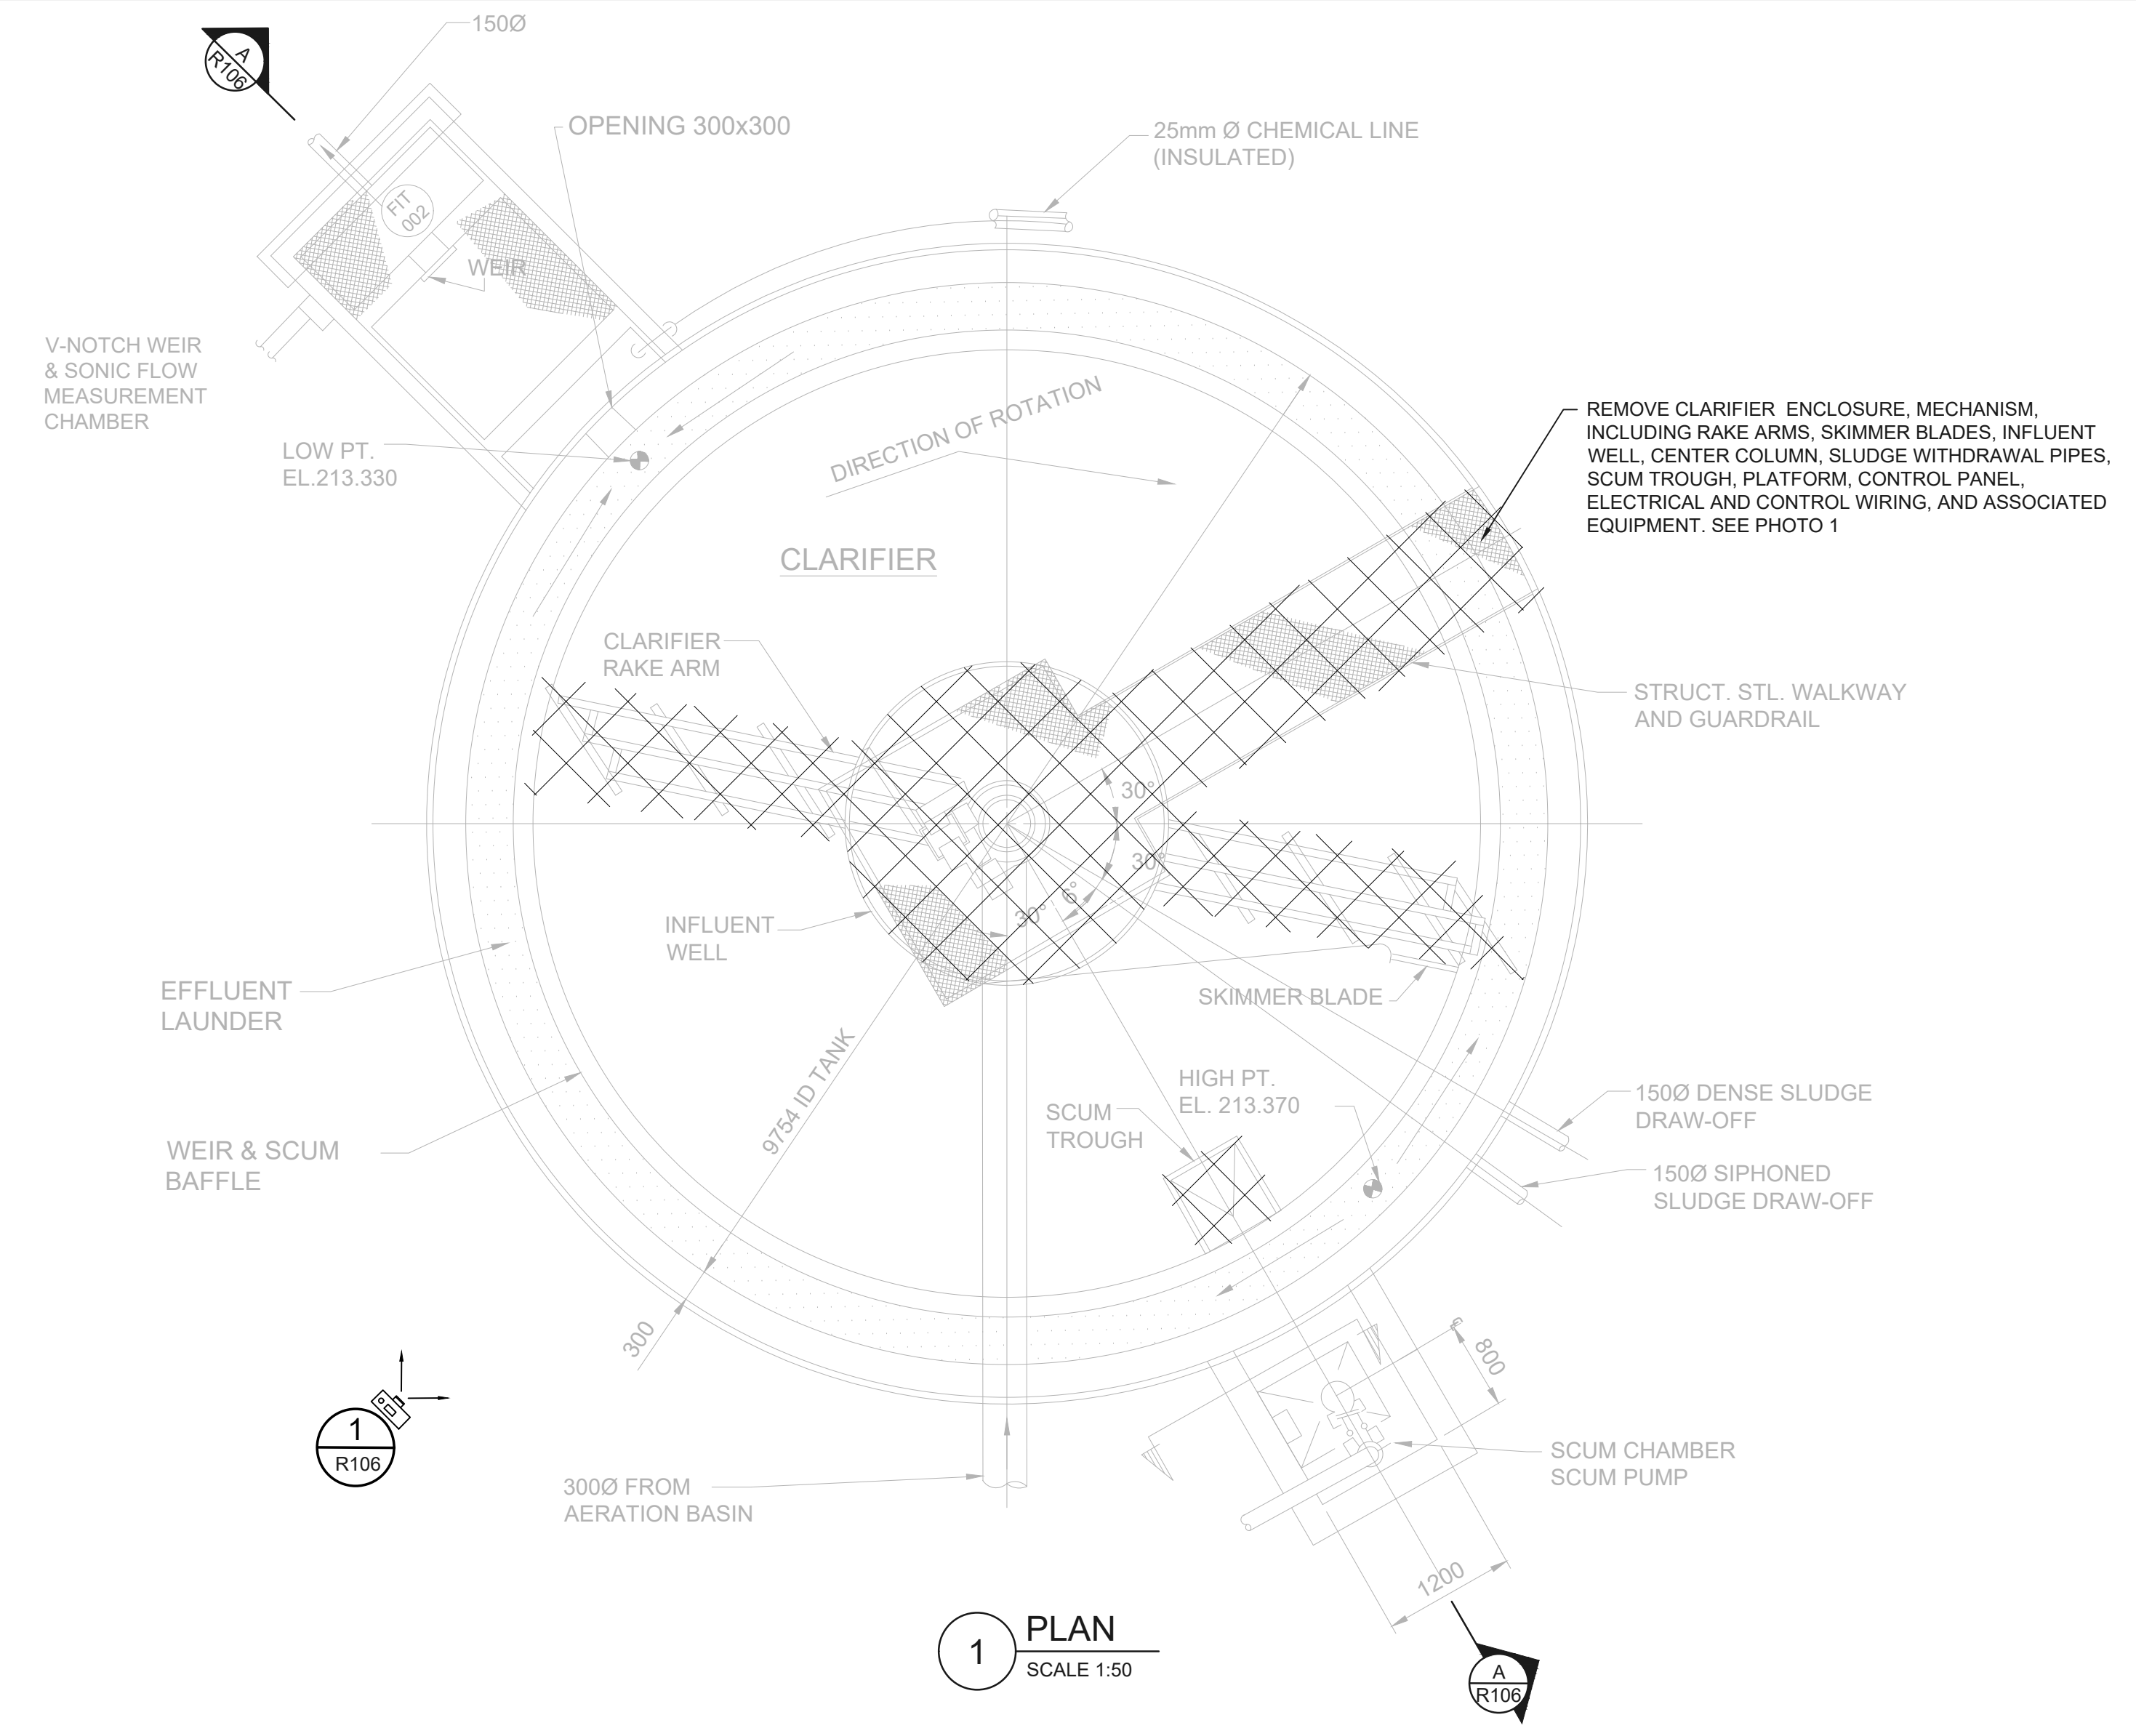 150Ø
A
R106
OPENING 300x300
25mm Ø CHEMICAL LINE
(INSULATED)
FIT
002
WEIR
V-NOTCH WEIR
& SONIC FLOW
MEASUREMENT
CHAMBER
LOW PT.
EL.213.330
DIRECTION OF ROTATION
REMOVE CLARIFIER ENCLOSURE, MECHANISM,
INCLUDING RAKE ARMS, SKIMMER BLADES, INFLUENT
WELL, CENTER COLUMN, SLUDGE WITHDRAWAL PIPES,
SCUM TROUGH, PLATFORM, CONTROL PANEL,
ELECTRICAL AND CONTROL WIRING, AND ASSOCIATED
EQUIPMENT. SEE PHOTO 1
CLARIFIER
CLARIFIER
RAKE ARM
STRUCT. STL. WALKWAY
AND GUARDRAIL
30°
30°
6°
30°
INFLUENT
WELL
SKIMMER BLADE
EFFLUENT
LAUNDER
9754 ID TANK
HIGH PT.
EL. 213.370
SCUM
TROUGH
150Ø DENSE SLUDGE
DRAW-OFF
WEIR & SCUM
BAFFLE
150Ø SIPHONED
SLUDGE DRAW-OFF
300
800
1
R106
SCUM CHAMBER
SCUM PUMP
300Ø FROM
AERATION BASIN
1200
1
PLAN
SCALE 1:50
A
R106